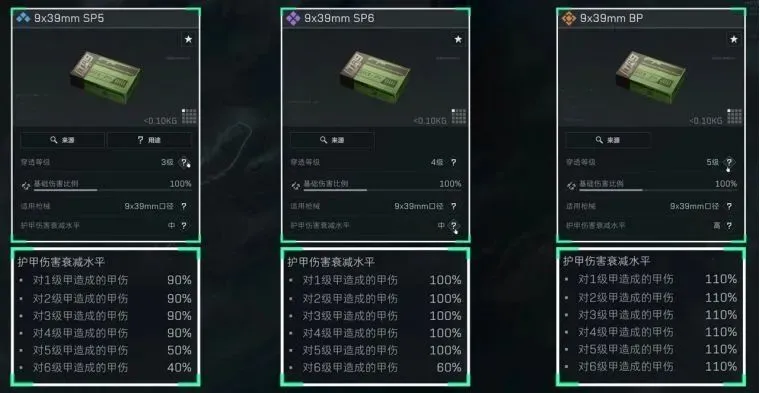 9x39mm SP5
<0.10KG
来源
用途
穿透等级 3级 ?
基础伤害比例 100%
适用枪械 9x39mm口径 ?
护甲伤害衰减水平 中 ?
护甲伤害衰减水平
对1级甲造成的甲伤 90%
对2级甲造成的甲伤 90%
对3级甲造成的甲伤 90%
对4级甲造成的甲伤 90%
对5级甲造成的甲伤 50%
对6级甲造成的甲伤 40%
9x39mm SP6
<0.10KG
来源
穿透等级 4级 ?
基础伤害比例 100%
适用枪械 9x39mm口径 ?
护甲伤害衰减水平 中 ?
护甲伤害衰减水平
对1级甲造成的甲伤 100%
对2级甲造成的甲伤 100%
对3级甲造成的甲伤 100%
对4级甲造成的甲伤 100%
对5级甲造成的甲伤 100%
对6级甲造成的甲伤 60%
9x39mm BP
<0.10KG
来源
穿透等级 5级 ?
基础伤害比例 100%
适用枪械 9x39mm口径 ?
护甲伤害衰减水平 高 ?
护甲伤害衰减水平
对1级甲造成的甲伤 110%
对2级甲造成的甲伤 110%
对3级甲造成的甲伤 110%
对4级甲造成的甲伤 110%
对5级甲造成的甲伤 110%
对6级甲造成的甲伤 110%